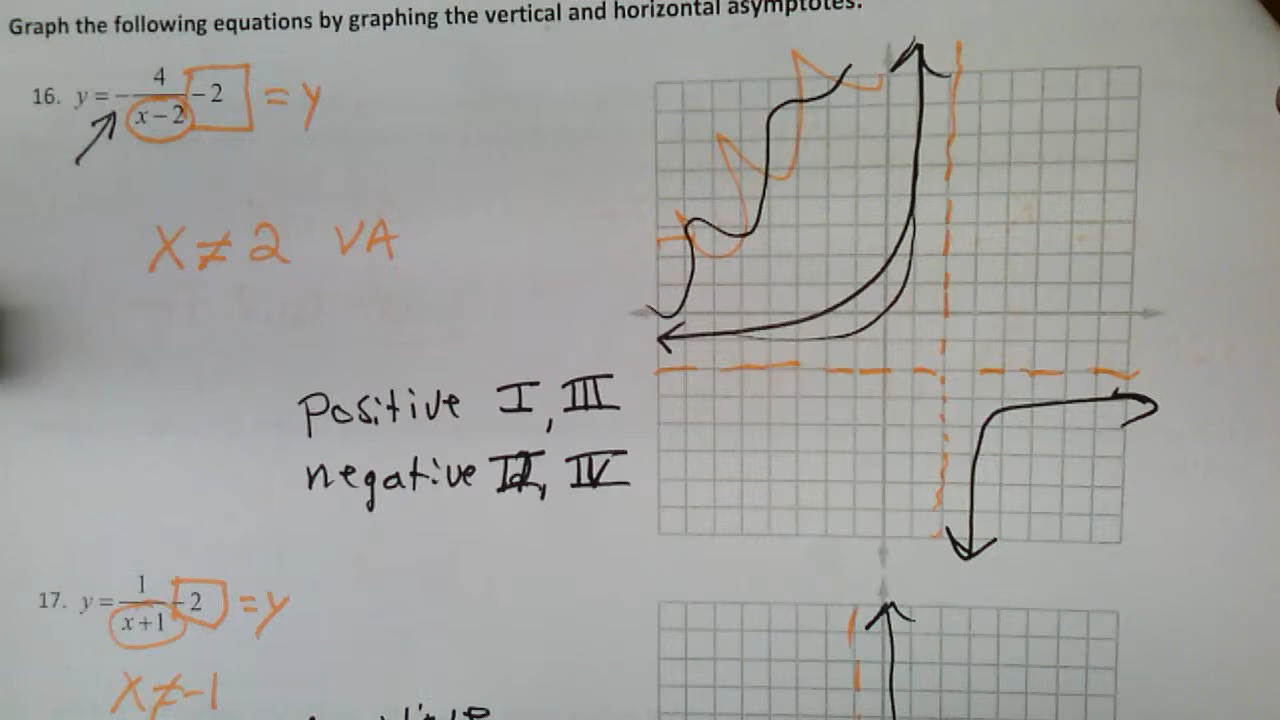 Graph the following equations by graphing the vertical and horizontal asymptotes.
16. y = - 4/(x - 2) - 2 = y
X ≠ 2 VA
Positive I, III
negative II, IV
17. y = 1/(x + 1) - 2 = y
X ≠ -1